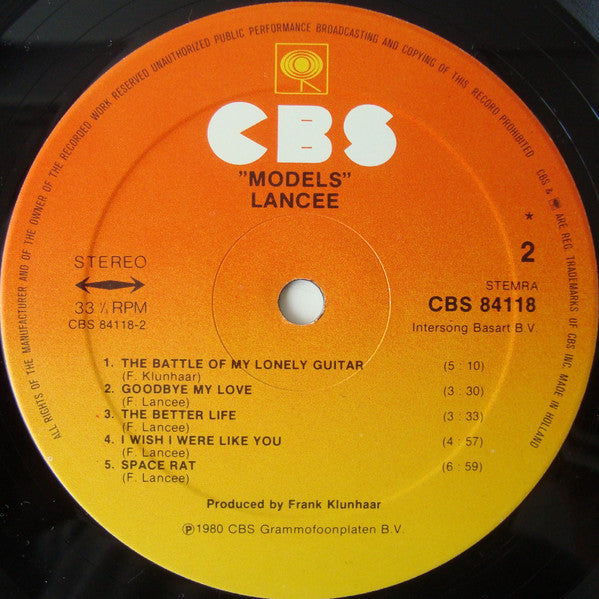 ALL RIGHTS OF THE MANUFACTURER AND OF THE OWNER OF THE RECORDED WORK RESERVED UNAUTHORIZED PUBLIC PERFORMANCE BROADCASTING AND COPYING OF THIS RECORD PROHIBITED CBS & ARE REG. TRADEMARKS OF CBS INC. MADE IN HOLLAND
CBS
"MODELS"
LANCEE
*
2
STEREO
33 ⅓ RPM
CBS 84118-2
STEMRA
CBS 84118
Intersong Basart B.V.
1. THE BATTLE OF MY LONELY GUITAR (5 : 10)
(F. Klunhaar)
2. GOODBYE MY LOVE (3 : 30)
(F. Lancee)
3. THE BETTER LIFE (3 : 33)
(F. Lancee)
4. I WISH I WERE LIKE YOU (4 : 57)
(F. Lancee)
5. SPACE RAT (6 : 59)
(F. Lancee)
Produced by Frank Klunhaar
℗1980 CBS Grammofoonplaten B.V.